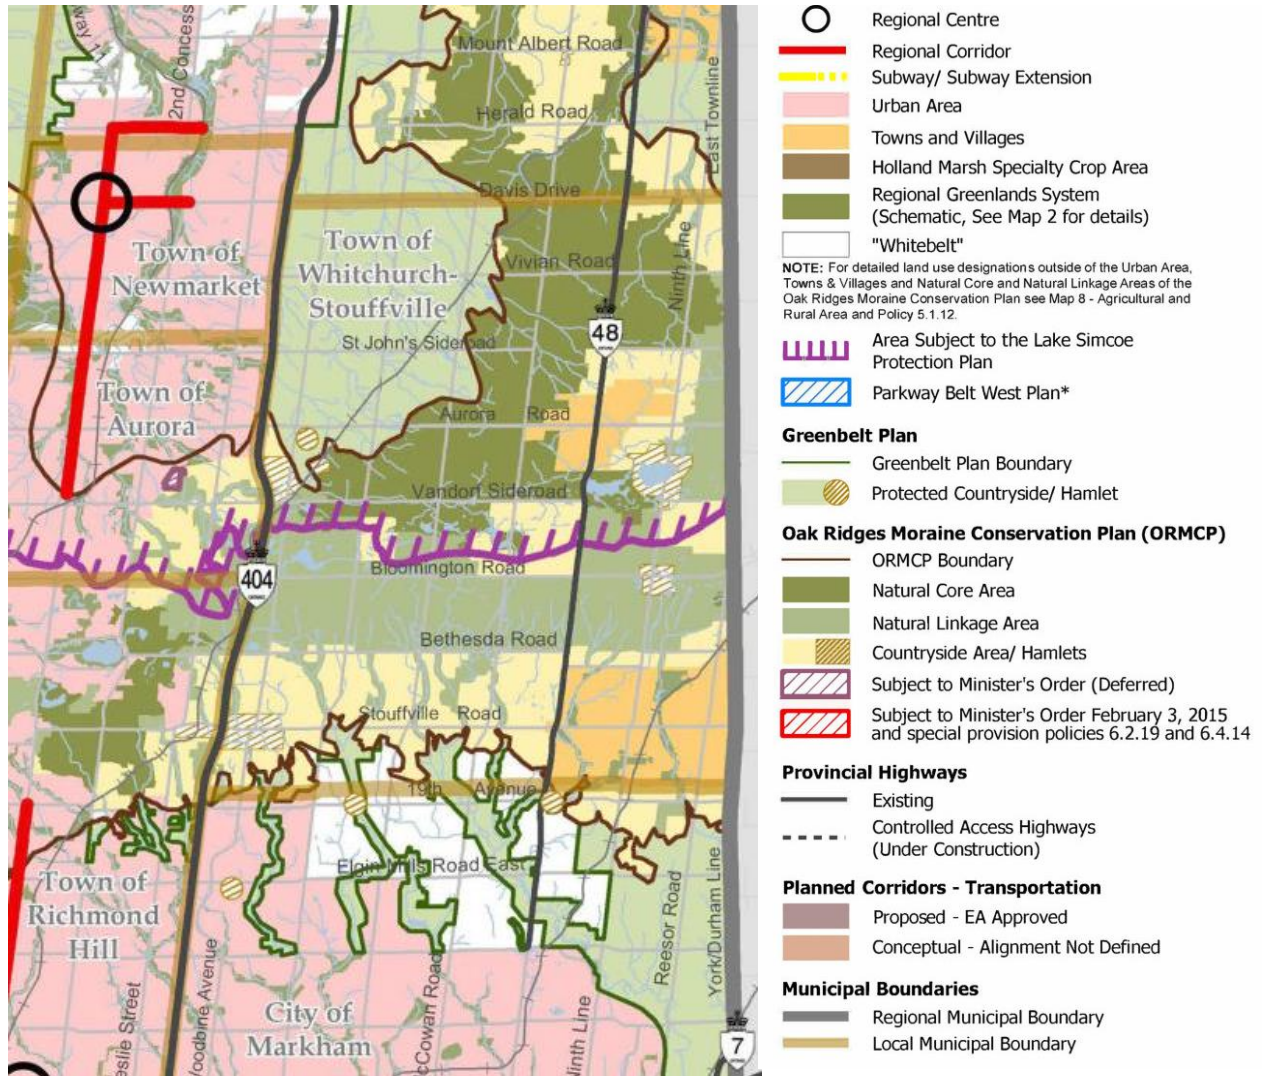 way 11
2nd Concess
Mount Albert Road
Herald Road
East Townline
Davis Drive
Town of
Newmarket
Town of
Whitchurch-
Stouffville
Vivian Road
Ninth Line
48
St John's Sideroad
Town of
Aurora
Aurora Road
Vandorf Sideroad
Bloomington Road
404
Bethesda Road
Stouffville Road
19th Avenue
Elgin Mills Road East
Town of
Richmond
Hill
Reesor Road
York/Durham Line
eslie Street
Woodbine Avenue
City of
Markham
cCowan Road
Ninth Line
7
Regional Centre
Regional Corridor
Subway/ Subway Extension
Urban Area
Towns and Villages
Holland Marsh Specialty Crop Area
Regional Greenlands System
(Schematic, See Map 2 for details)
"Whitebelt"
NOTE: For detailed land use designations outside of the Urban Area,
Towns & Villages and Natural Core and Natural Linkage Areas of the
Oak Ridges Moraine Conservation Plan see Map 8 - Agricultural and
Rural Area and Policy 5.1.12.
Area Subject to the Lake Simcoe
Protection Plan
Parkway Belt West Plan*
Greenbelt Plan
Greenbelt Plan Boundary
Protected Countryside/ Hamlet
Oak Ridges Moraine Conservation Plan (ORMCP)
ORMCP Boundary
Natural Core Area
Natural Linkage Area
Countryside Area/ Hamlets
Subject to Minister's Order (Deferred)
Subject to Minister's Order February 3, 2015
and special provision policies 6.2.19 and 6.4.14
Provincial Highways
Existing
Controlled Access Highways
(Under Construction)
Planned Corridors - Transportation
Proposed - EA Approved
Conceptual - Alignment Not Defined
Municipal Boundaries
Regional Municipal Boundary
Local Municipal Boundary